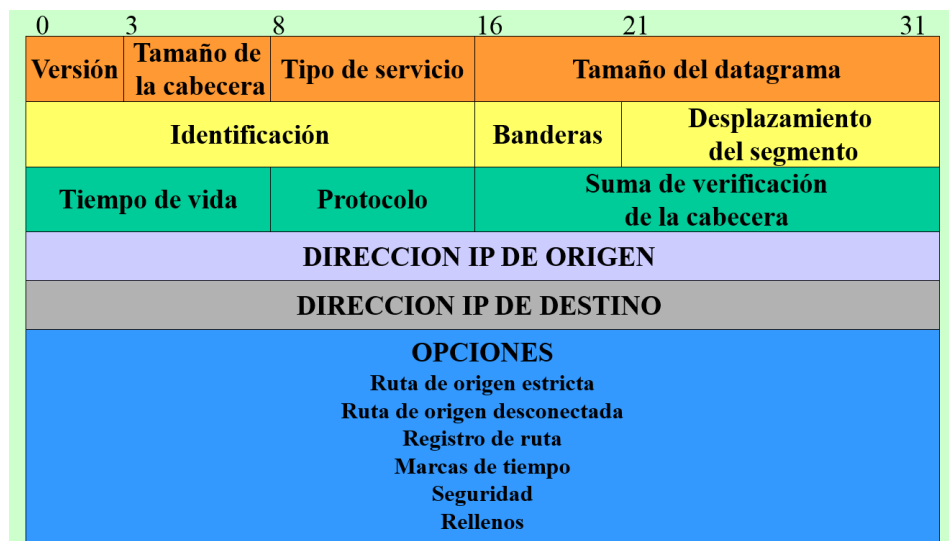 0 3 8 16 21 31
Versión Tamaño de la cabecera Tipo de servicio Tamaño del datagrama
Identificación Banderas Desplazamiento del segmento
Tiempo de vida Protocolo Suma de verificación de la cabecera
DIRECCION IP DE ORIGEN
DIRECCION IP DE DESTINO
OPCIONES
Ruta de origen estricta
Ruta de origen desconectada
Registro de ruta
Marcas de tiempo
Seguridad
Rellenos